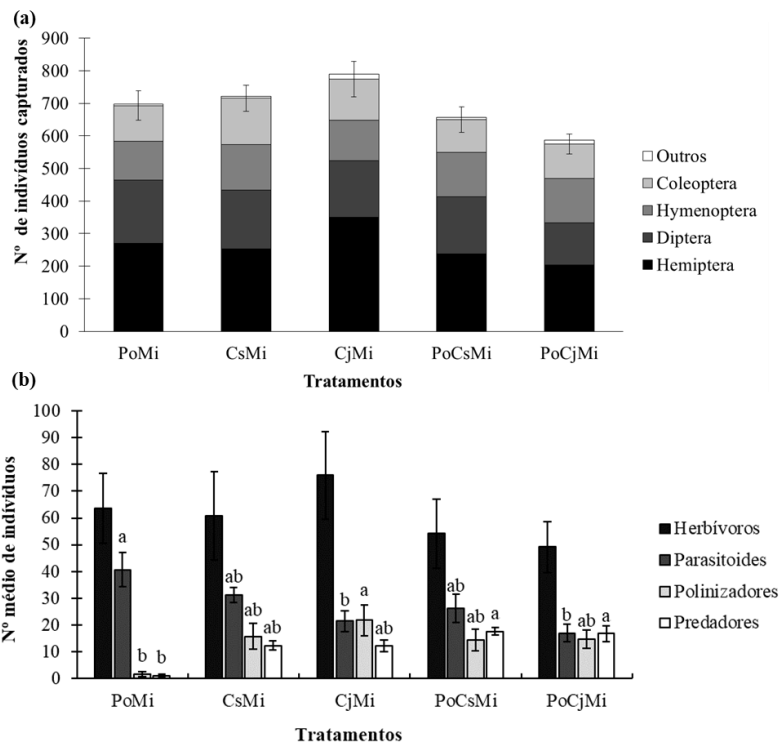 (a)
Nº de indivíduos capturados
900
800
700
600
500
400
300
200
100
0
PoMi CsMi CjMi PoCsMi PoCjMi
Tratamentos
Outros
Coleoptera
Hymenoptera
Diptera
Hemiptera
(b)
Nº médio de indíviduos
100
90
80
70
60
50
40
30
20
10
0
a b b
ab ab ab
b a ab
ab ab a
b ab a
PoMi CsMi CjMi PoCsMi PoCjMi
Tratamentos
Herbívoros
Parasitoides
Polinizadores
Predadores